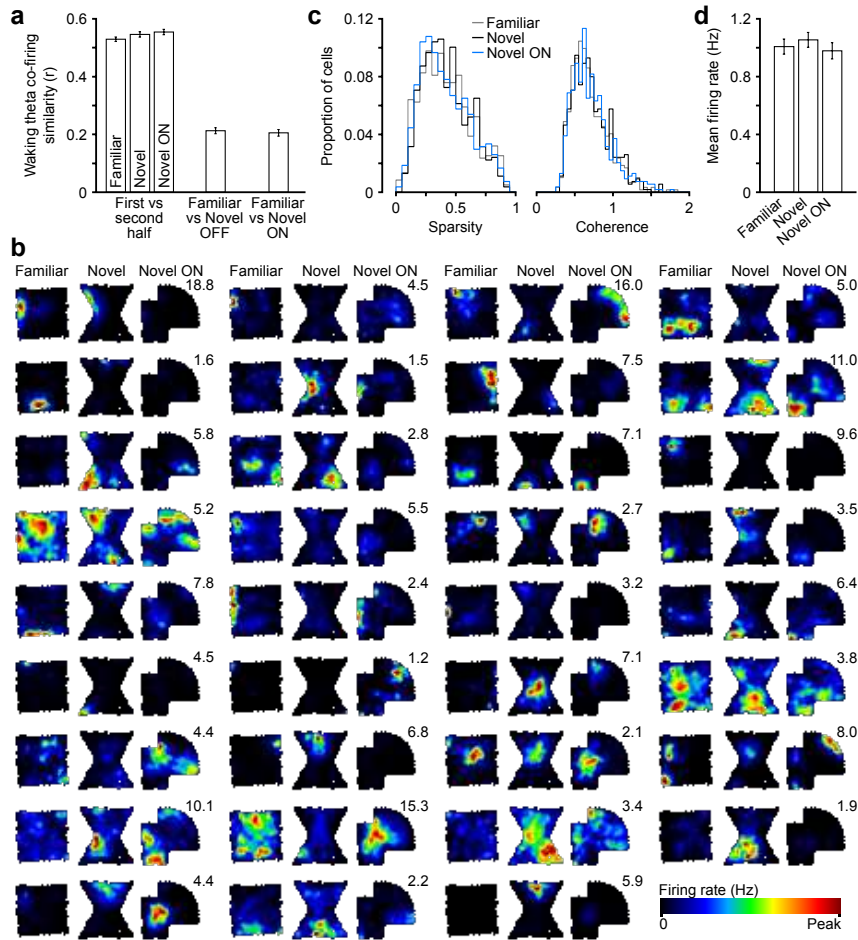 a
Waking theta co-firing
similarity (r)
0.6
0.4
0.2
0
Familiar
Novel
Novel ON
First vs
second
half
Familiar
vs Novel
OFF
Familiar
vs Novel
ON
c
Proportion of cells
0.12
0.08
0.04
0
Familiar
Novel
Novel ON
0 0.5 1
Sparsity
0 1 2
Coherence
d
Mean firing rate (Hz)
1.2
0.8
0.4
0
Familiar
Novel
Novel ON
b
Familiar Novel Novel ON Familiar Novel Novel ON Familiar Novel Novel ON Familiar Novel Novel ON
18.8 4.5 16.0 5.0
1.6 1.5 7.5 11.0
5.8 2.8 7.1 9.6
5.2 5.5 2.7 3.5
7.8 2.4 3.2 6.4
4.5 1.2 7.1 3.8
4.4 6.8 2.1 8.0
10.1 15.3 3.4 1.9
4.4 2.2 5.9
Firing rate (Hz)
0 Peak